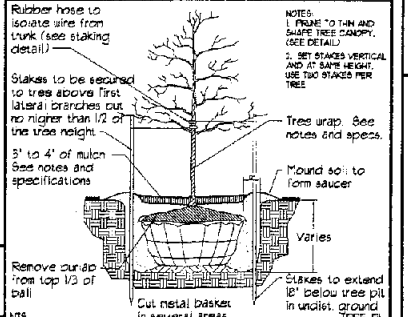 Rubber hose to
isolate wire from
trunk (see staking
detail)
Stakes to be secured
to tree above first
lateral branches but
no higher than 1/2 of
the tree height
3" to 4" of mulch
See notes and
specifications
Remove burlap
from top 1/3 of
ball
NTS
Cut metal basket
in several areas
NOTES:
1. PRUNE TO THIN AND
SHAPE TREE CANOPY.
(SEE DETAIL)
2. SET STAKES VERTICAL
AND AT SAME HEIGHT.
USE TWO STAKES PER
TREE
Tree wrap. See
notes and specs.
Mound soil to
form saucer
Varies
Stakes to extend
18" below tree pit
in undist. ground
TREE